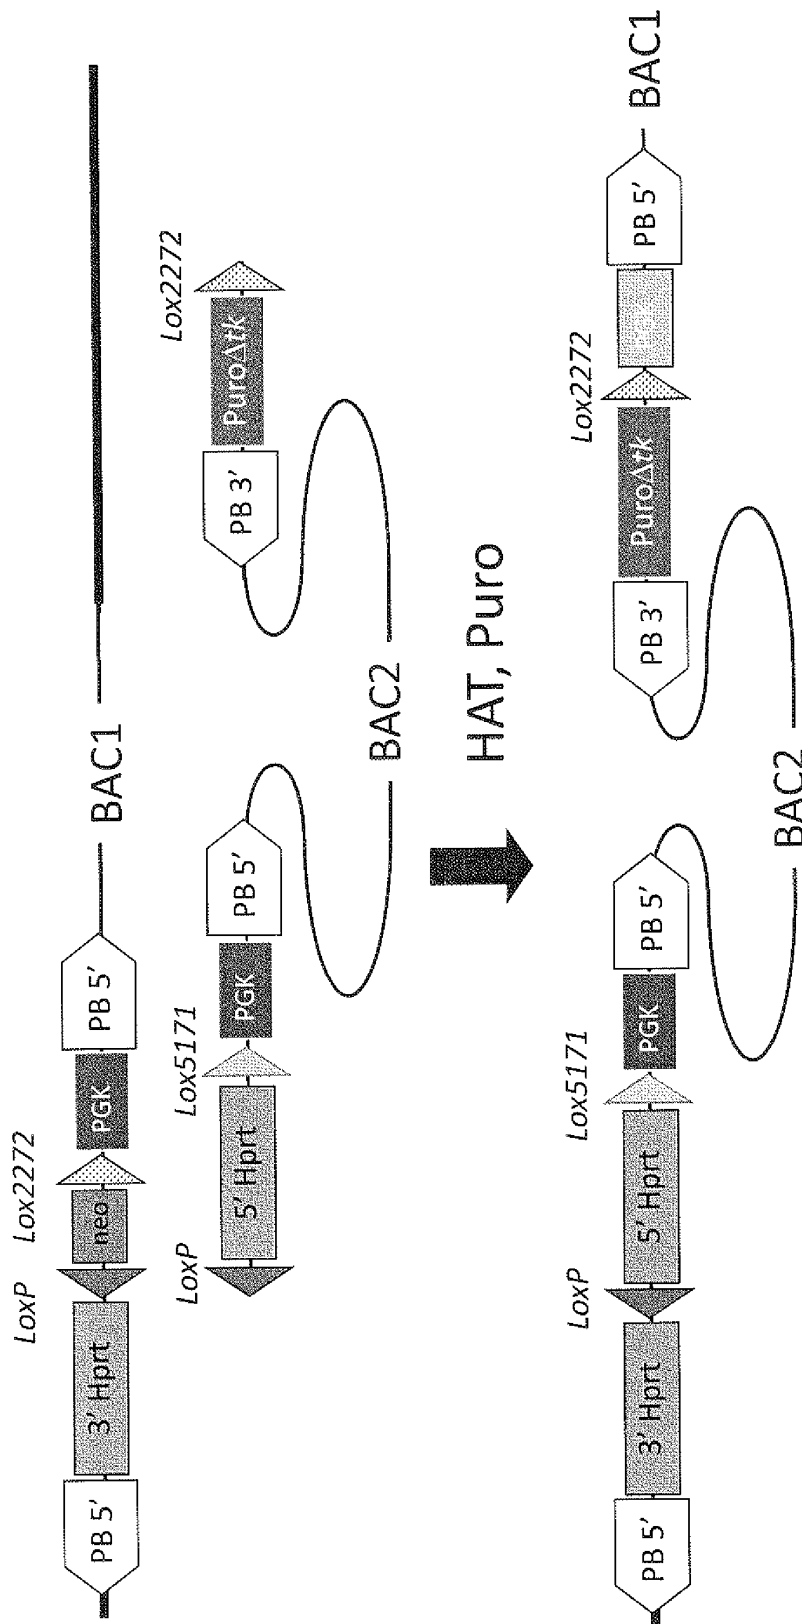 LoxP Lox2272
PB 5′ 3′ Hprt neo PGK PB 5′ BAC1
LoxP Lox5171 Lox2272
5′ Hprt PGK PB 5′ PB 3′ PuroΔtk
BAC2
HAT, Puro
LoxP Lox5171 Lox2272
PB 5′ 3′ Hprt 5′ Hprt PGK PB 5′ PB 3′ PuroΔtk PB 5′ BAC1
BAC2